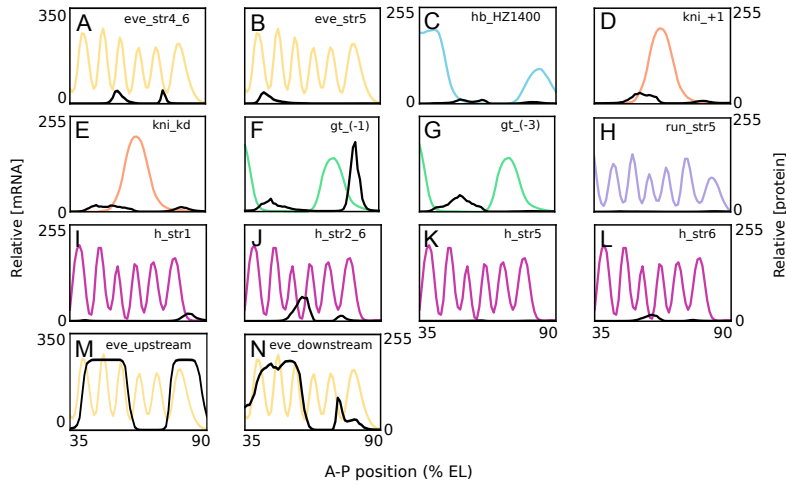 350 A eve_str4_6 B eve_str5 255 C hb_HZ1400 D kni_+1 255
0 0 0
255 E kni_kd F gt_(-1) G gt_(-3) H run_str5 255
0 0
255 I h_str1 J h_str2_6 K h_str5 L h_str6 255
0 35 90 0
350 M eve_upstream N eve_downstream 255
0 0
35 90 35 90
Relative [mRNA]
Relative [protein]
A-P position (% EL)